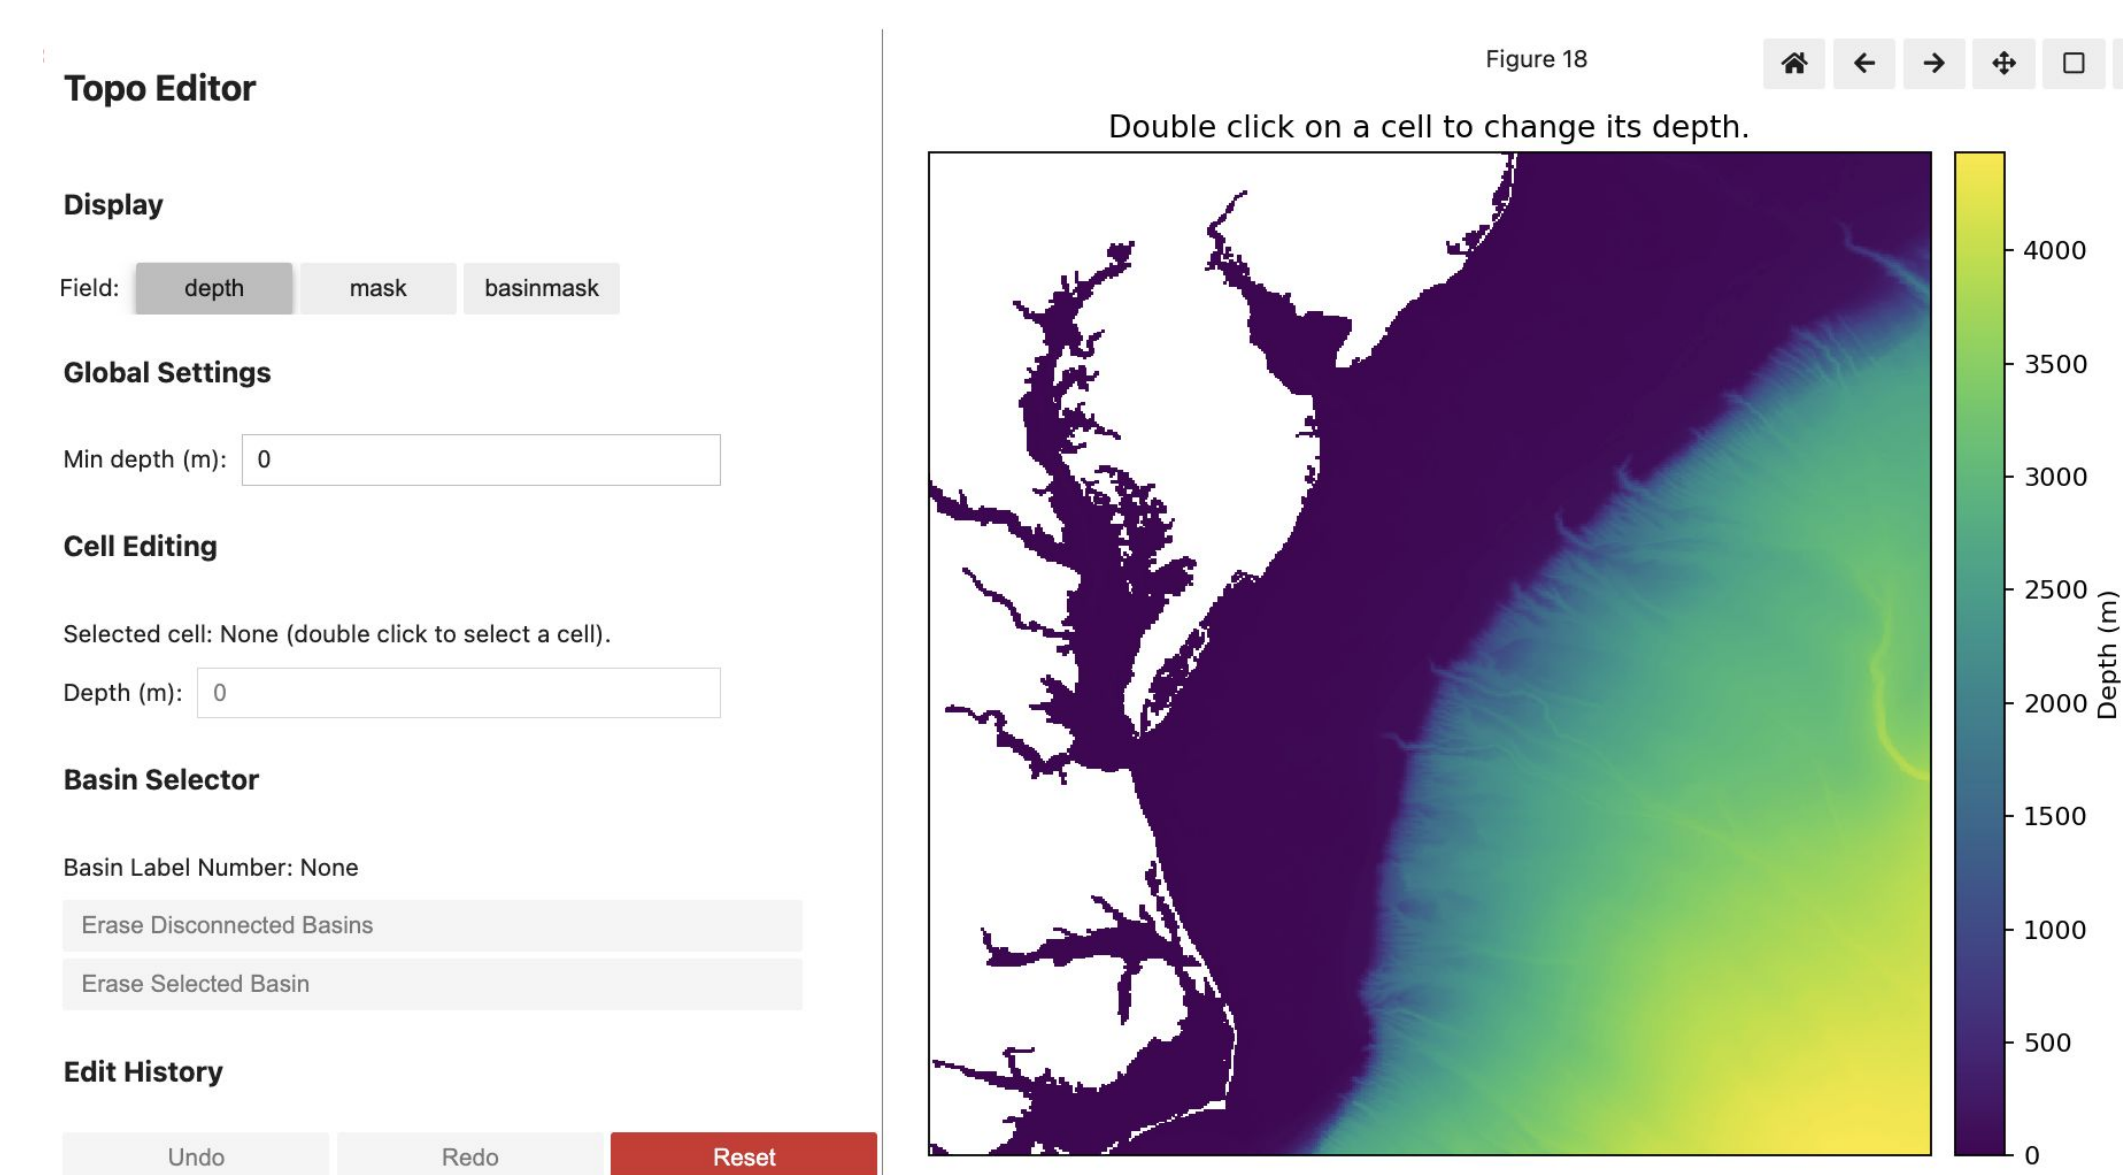 Topo Editor
Display
Field: depth mask basinmask
Global Settings
Min depth (m): 0
Cell Editing
Selected cell: None (double click to select a cell).
Depth (m): 0
Basin Selector
Basin Label Number: None
Erase Disconnected Basins
Erase Selected Basin
Edit History
Undo Redo Reset
Figure 18
Double click on a cell to change its depth.
4000
3500
3000
2500
2000
1500
1000
500
0
Depth (m)